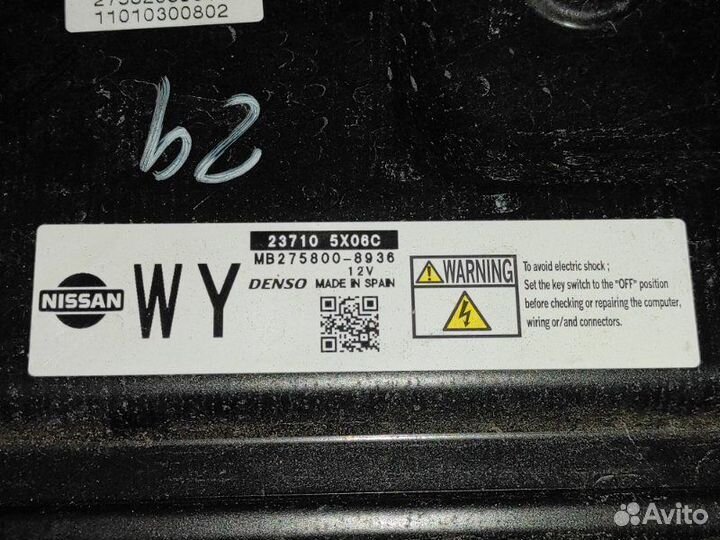 11010300802
29
23710 5X06C
MB275800-8936
12V
NISSAN
WY
DENSO MADE IN SPAIN
WARNING
To avoid electric shock ;
Set the key switch to the "OFF" position
before checking or repairing the computer,
wiring or/and connectors.
Avito